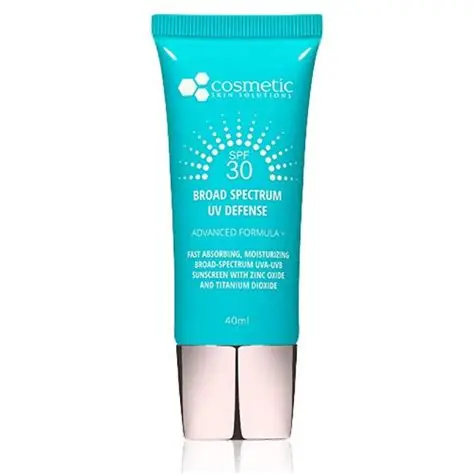 cosmetic
SKIN SOLUTIONS
SPF
30
BROAD SPECTRUM
UV DEFENSE
ADVANCED FORMULA +
FAST ABSORBING, MOISTURIZING
BROAD-SPECTRUM UVA-UVB
SUNSCREEN WITH ZINC OXIDE
AND TITANIUM DIOXIDE
40ml